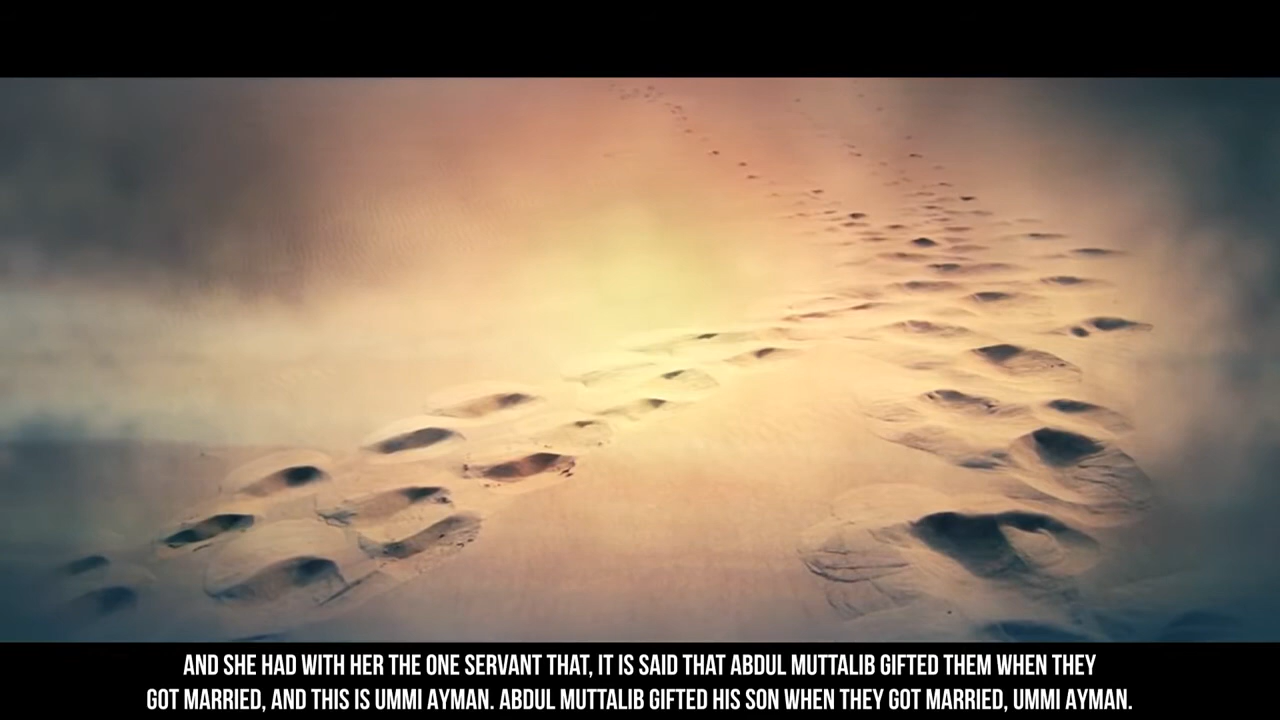 AND SHE HAD WITH HER THE ONE SERVANT THAT, IT IS SAID THAT ABDUL MUTTALIB GIFTED THEM WHEN THEY
GOT MARRIED, AND THIS IS UMMI AYMAN. ABDUL MUTTALIB GIFTED HIS SON WHEN THEY GOT MARRIED, UMMI AYMAN.